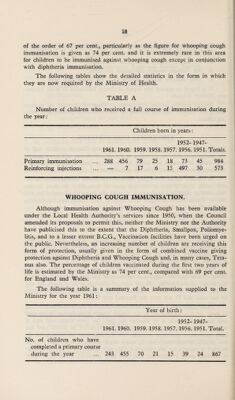 58
of the order of 67 per cent., particularly as the figure for whooping cough
immunisation is given as 74 per cent. and it is extremely rare in this area
for children to be immunised against whooping cough except in conjunction
with diphtheria immunisation.
The following tables show the detailed statistics in the form in which
they are now required by the Ministry of Health.
TABLE A
Number of children who received a full course of immunisation during
the year:
Children born in years:
1952- 1947-
1961. 1960. 1959. 1958. 1957. 1956. 1951. Totals.
Primary immunisation ... 288 456 79 25 18 73 45 984
Reinforcing injections ... — 7 17 6 13 497 30 573
WHOOPING COUGH IMMUNISATION.
Although immunisation against Whooping Cough has been available
under the Local Health Authority's services since 1950, when the Council
amended its proposals to permit this, neither the Ministry nor the Authority
have publicised this to the extent that the Diphtheria, Smallpox, Poliomye-
litis, and to a lesser extent B.C.G., Vaccination facilities have been urged on
the public. Nevertheless, an increasing number of children are receiving this
form of protection, usually given in the form of combined vaccine giving
protection against Diphtheria and Whooping Cough and, in many cases, Teta-
nus also. The percentage of children vaccinated during the first two years of
life is estimated by the Ministry as 74 per cent., compared with 69 per cent.
for England and Wales.
The following table is a summary of the information supplied to the
Ministry for the year 1961:
Year of birth:
1952- 1947-
1961. 1960. 1959. 1958. 1957. 1956. 1951. Total.
No. of children who have
completed a primary course
during the year ... 243 455 70 21 15 39 24 867